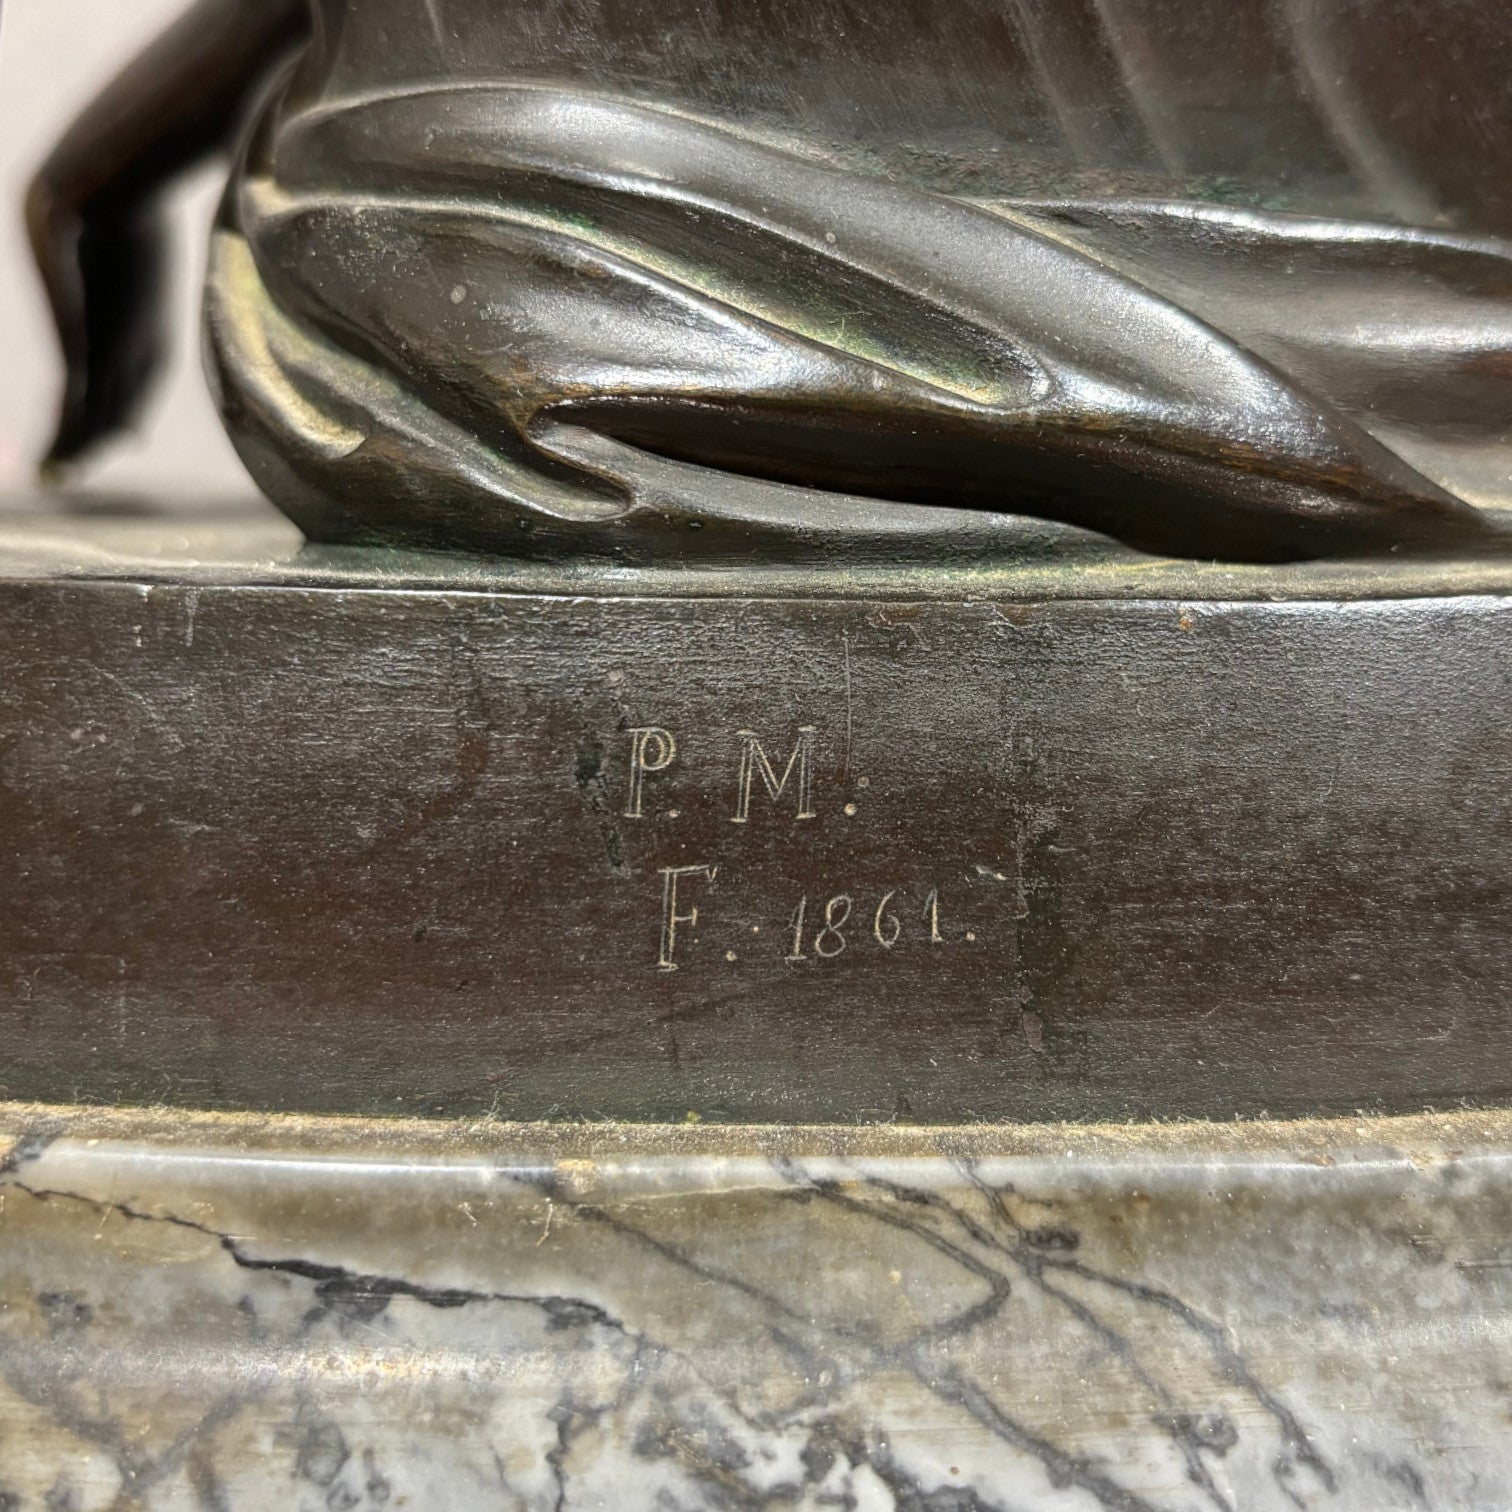 P. M.
F. . 1861.